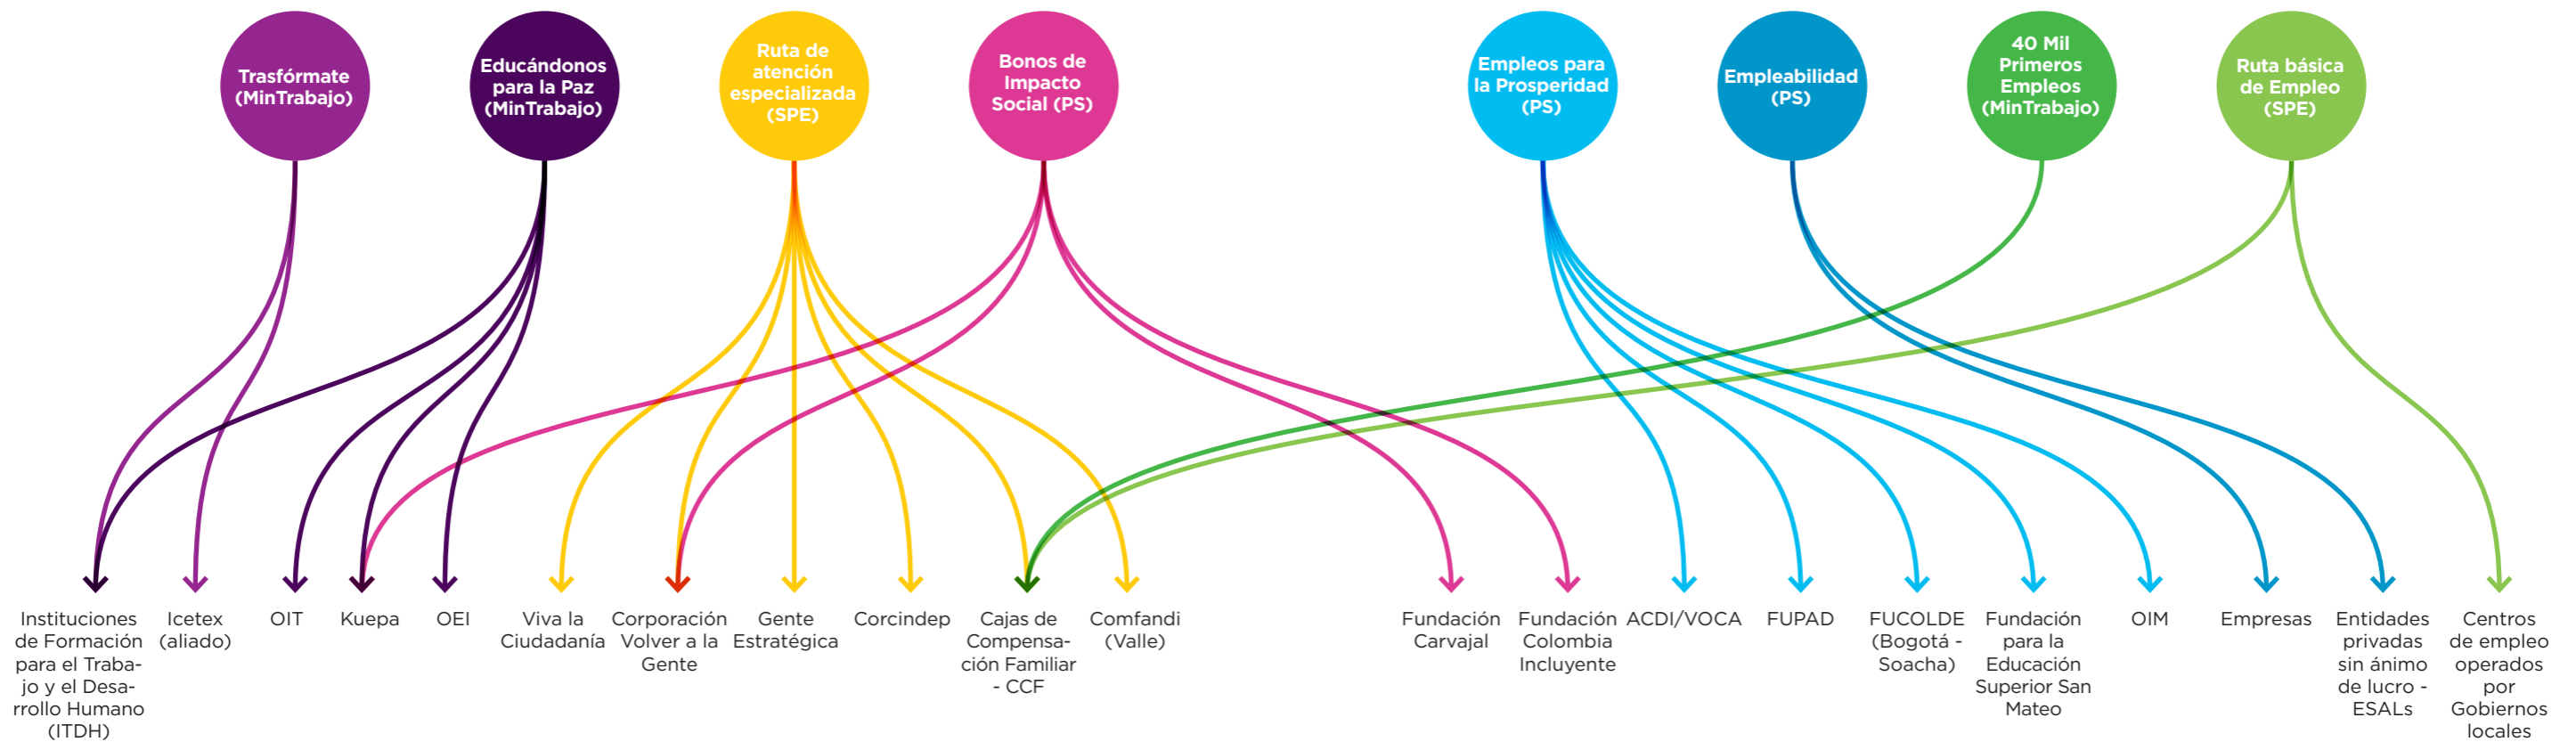 Trasfórmate
(MinTrabajo)
Educándonos
para la Paz
(MinTrabajo)
Ruta de
atención
especializada
(SPE)
Bonos de
Impacto
Social (PS)
Empleos para
la Prosperidad
(PS)
Empleabilidad
(PS)
40 Mil
Primeros
Empleos
(MinTrabajo)
Ruta básica
de Empleo
(SPE)
Instituciones
de Formación
para el Traba-
jo y el Desa-
rrollo Humano
(ITDH)
Icetex
(aliado)
OIT
Kuepa
OEI
Viva la
Ciudadanía
Corporación
Volver a la
Gente
Gente
Estratégica
Corcindep
Cajas de
Compensa-
ción Familiar
- CCF
Comfandi
(Valle)
Fundación
Carvajal
Fundación
Colombia
Incluyente
ACDI/VOCA
FUPAD
FUCOLDE
(Bogotá -
Soacha)
Fundación
para la
Educación
Superior San
Mateo
OIM
Empresas
Entidades
privadas
sin ánimo
de lucro -
ESALs
Centros
de empleo
operados
por
Gobiernos
locales